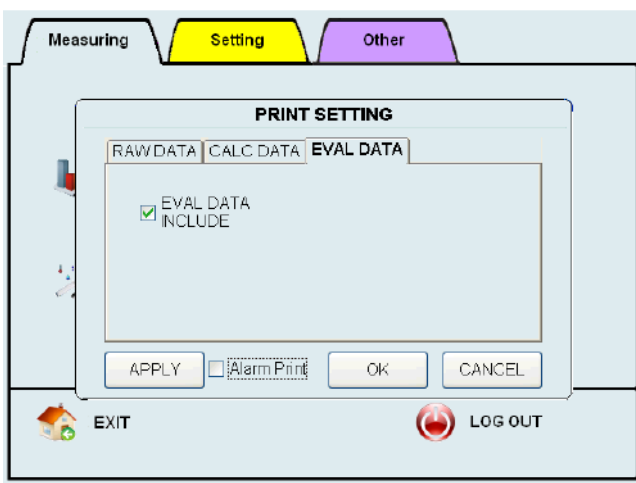 Measuring Setting Other
PRINT SETTING
RAW DATA CALC DATA EVAL DATA
EVAL DATA
INCLUDE
APPLY Alarm Print OK CANCEL
EXIT LOG OUT